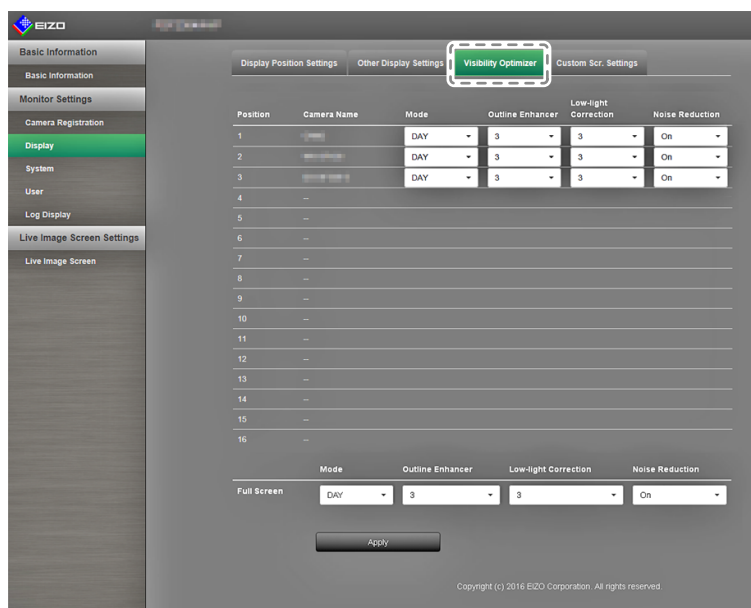 EIZO
Basic Information
Basic Information
Monitor Settings
Camera Registration
Display
System
User
Log Display
Live Image Screen Settings
Live Image Screen
Display Position Settings Other Display Settings Visibility Optimizer Custom Scr. Settings
Position Camera Name Mode Outline Enhancer Low-light Correction Noise Reduction
1 DAY 3 3 On
2 DAY 3 3 On
3 DAY 3 3 On
4 --
5 --
6 --
7 --
8 --
9 --
10 --
11 --
12 --
13 --
14 --
15 --
16 --
Mode Outline Enhancer Low-light Correction Noise Reduction
Full Screen DAY 3 3 On
Apply
Copyright (c) 2016 EIZO Corporation. All rights reserved.